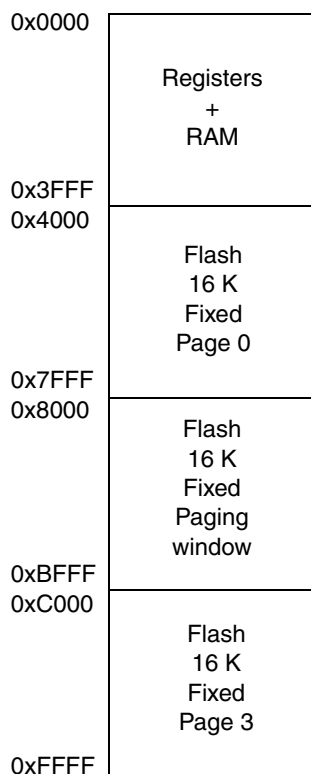 0x0000
Registers
+
RAM
0x3FFF
0x4000
Flash
16 K
Fixed
Page 0
0x7FFF
0x8000
Flash
16 K
Fixed
Paging
window
0xBFFF
0xC000
Flash
16 K
Fixed
Page 3
0xFFFF